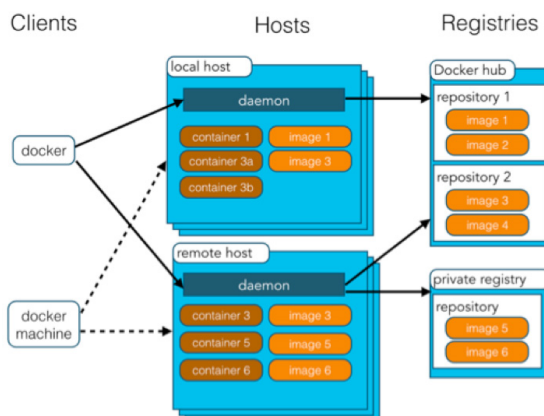 Clients
Hosts
Registries
docker
docker
machine
local host
daemon
container 1
image 1
container 3a
image 3
container 3b
remote host
daemon
container 3
image 3
container 5
image 5
container 6
image 6
Docker hub
repository 1
image 1
image 2
repository 2
image 3
image 4
private registry
repository
image 5
image 6